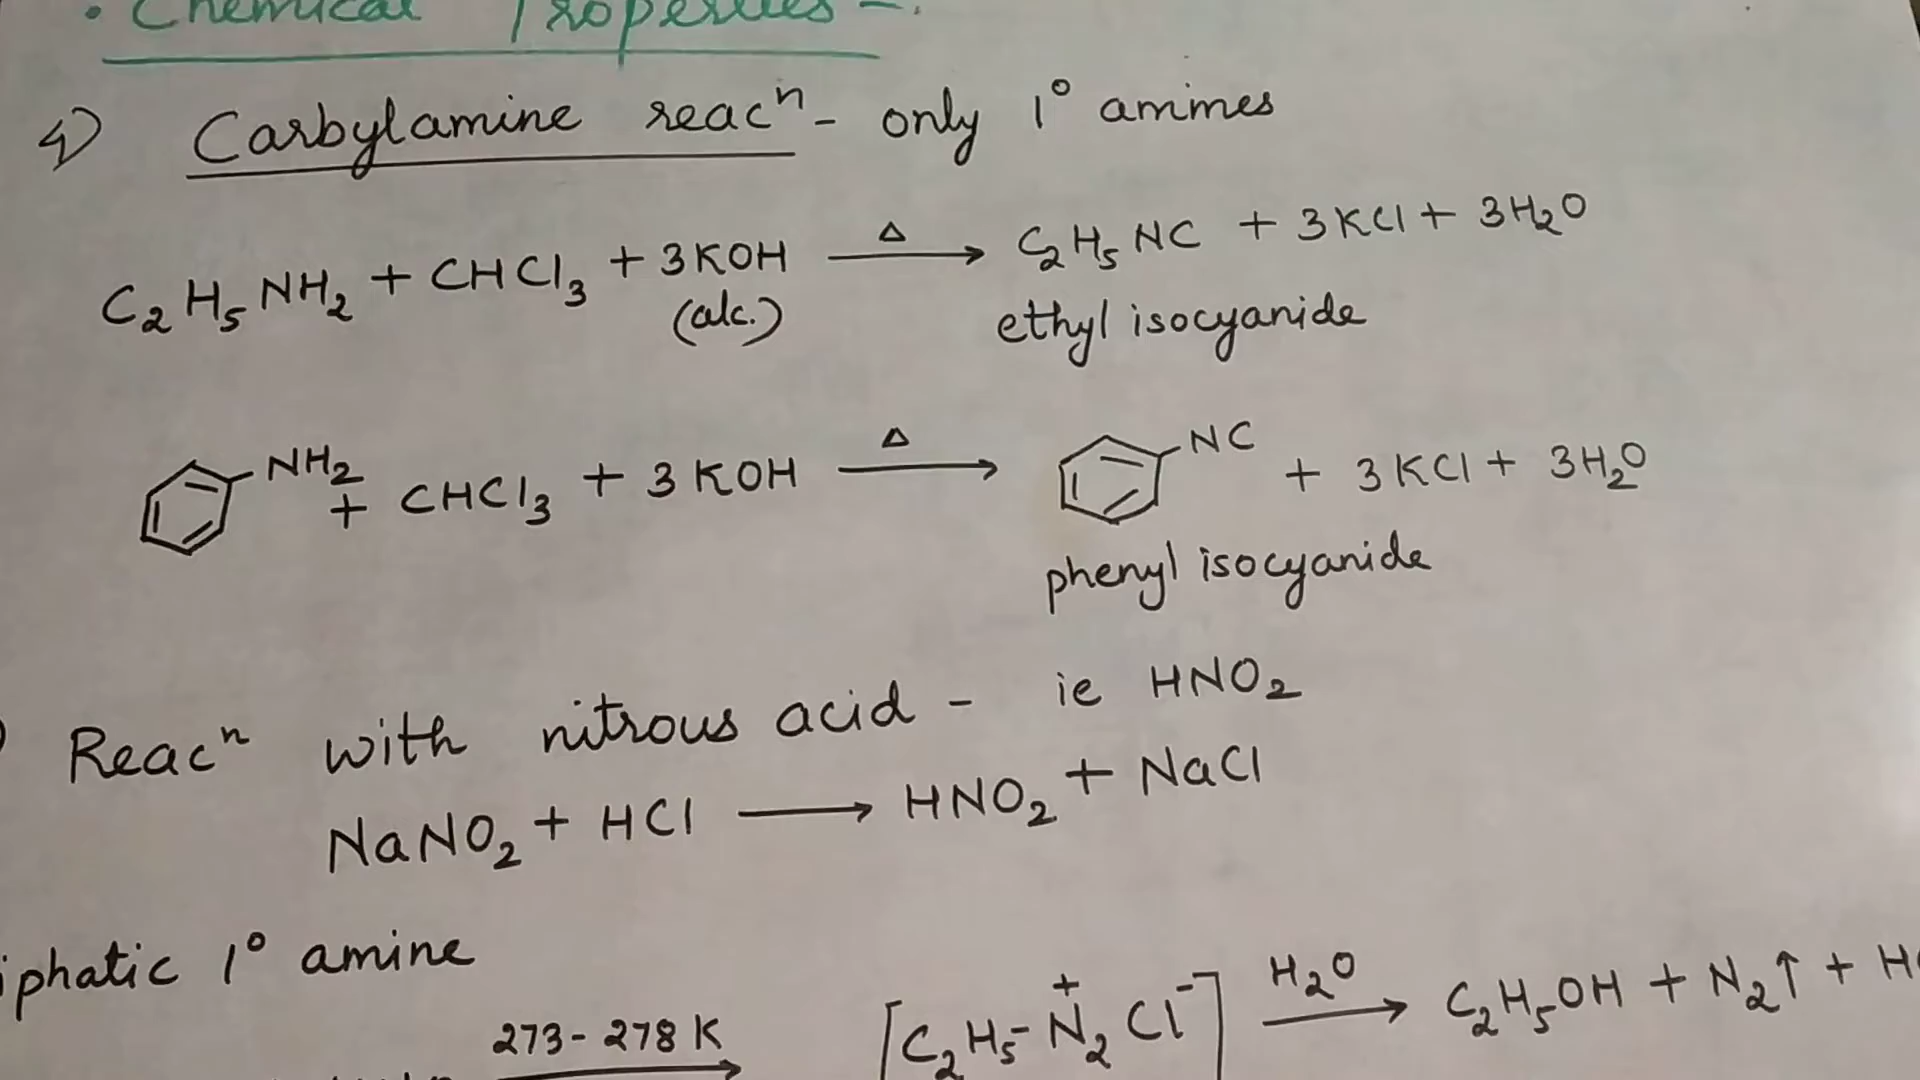 • Chemical Properties -:
4) Carbylamine reacⁿ - only 1° amines
C₂H₅NH₂ + CHCl₃ + 3KOH (alc.) —Δ→ C₂H₅NC + 3KCl + 3H₂O
ethyl isocyanide
NH₂ + CHCl₃ + 3KOH —Δ→ NC + 3KCl + 3H₂O
phenyl isocyanide
) Reacⁿ with nitrous acid - ie HNO₂
NaNO₂ + HCl ⟶ HNO₂ + NaCl
iphatic 1° amine
273-278 K → [C₂H₅-N₂⁺Cl⁻] —H₂O→ C₂H₅OH + N₂↑ + H